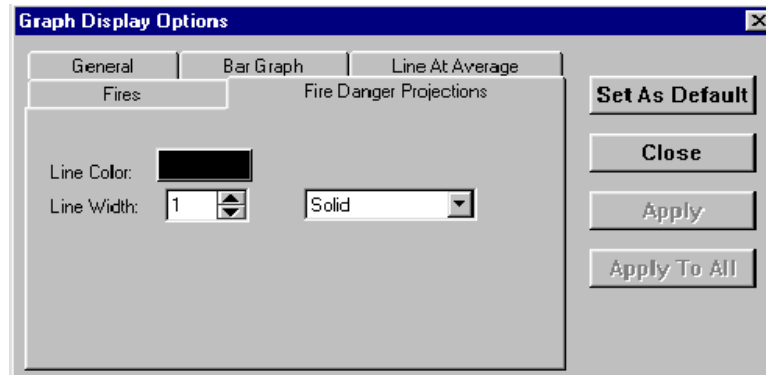 Graph Display Options
General Bar Graph Line At Average
Fires Fire Danger Projections
Line Color:
Line Width: 1 Solid
Set As Default
Close
Apply
Apply To All